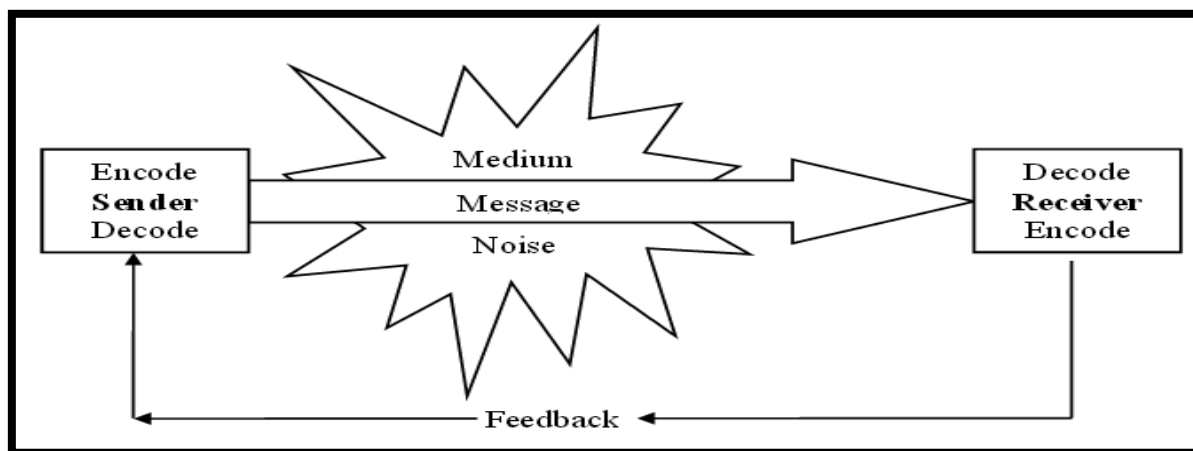 Encode
Sender
Decode
Medium
Message
Noise
Decode
Receiver
Encode
Feedback